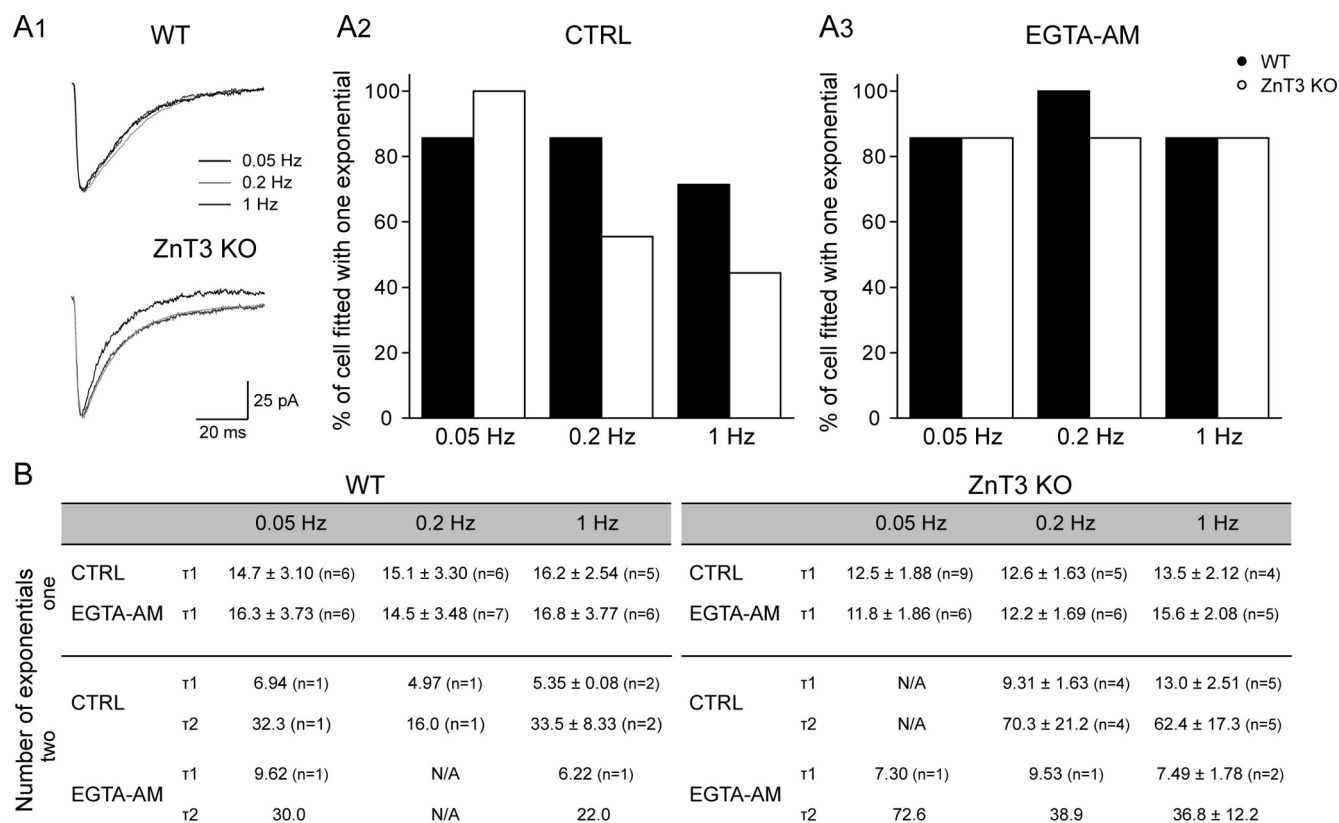 A1 WT
0.05 Hz
0.2 Hz
1 Hz
ZnT3 KO
25 pA
20 ms
A2 CTRL
% of cell fitted with one exponential
100
80
60
40
20
0
0.05 Hz 0.2 Hz 1 Hz
A3 EGTA-AM
WT
ZnT3 KO
% of cell fitted with one exponential
100
80
60
40
20
0
0.05 Hz 0.2 Hz 1 Hz
B WT ZnT3 KO
0.05 Hz 0.2 Hz 1 Hz 0.05 Hz 0.2 Hz 1 Hz
Number of exponentials
one
CTRL τ1 14.7 ± 3.10 (n=6) 15.1 ± 3.30 (n=6) 16.2 ± 2.54 (n=5) CTRL τ1 12.5 ± 1.88 (n=9) 12.6 ± 1.63 (n=5) 13.5 ± 2.12 (n=4)
EGTA-AM τ1 16.3 ± 3.73 (n=6) 14.5 ± 3.48 (n=7) 16.8 ± 3.77 (n=6) EGTA-AM τ1 11.8 ± 1.86 (n=6) 12.2 ± 1.69 (n=6) 15.6 ± 2.08 (n=5)
two
CTRL CTRL
τ1 6.94 (n=1) 4.97 (n=1) 5.35 ± 0.08 (n=2) τ1 N/A 9.31 ± 1.63 (n=4) 13.0 ± 2.51 (n=5)
τ2 32.3 (n=1) 16.0 (n=1) 33.5 ± 8.33 (n=2) τ2 N/A 70.3 ± 21.2 (n=4) 62.4 ± 17.3 (n=5)
EGTA-AM EGTA-AM
τ1 9.62 (n=1) N/A 6.22 (n=1) τ1 7.30 (n=1) 9.53 (n=1) 7.49 ± 1.78 (n=2)
τ2 30.0 N/A 22.0 τ2 72.6 38.9 36.8 ± 12.2